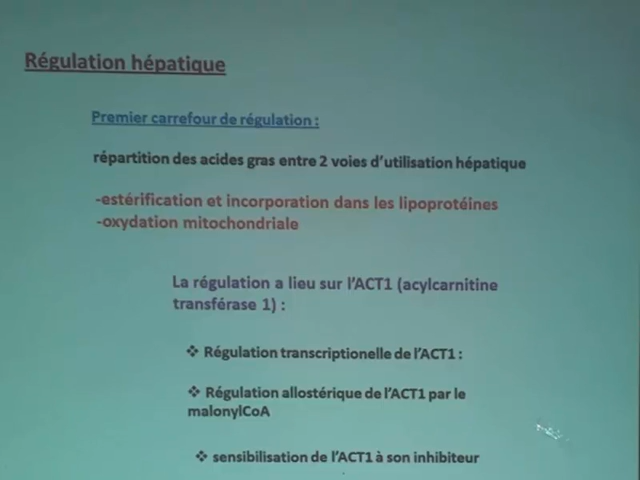 Régulation hépatique
Premier carrefour de régulation :
répartition des acides gras entre 2 voies d'utilisation hépatique
-estérification et incorporation dans les lipoprotéines
-oxydation mitochondriale
La régulation a lieu sur l'ACT1 (acylcarnitine
transférase 1) :
❖ Régulation transcriptionelle de l'ACT1 :
❖ Régulation allostérique de l'ACT1 par le
malonylCoA
❖ sensibilisation de l'ACT1 à son inhibiteur